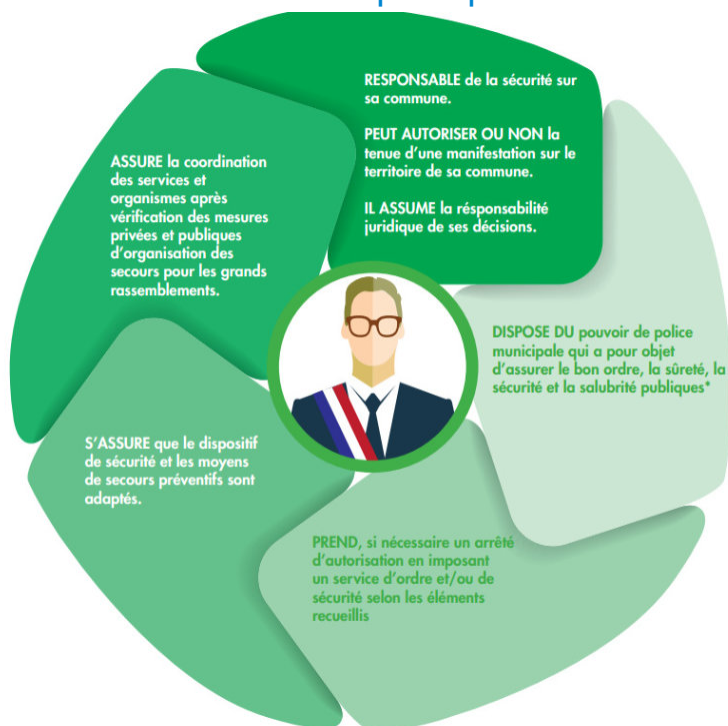 RESPONSABLE de la sécurité sur
sa commune.
PEUT AUTORISER OU NON la
tenue d'une manifestation sur le
territoire de sa commune.
IL ASSUME la résponsabilité
juridique de ses décisions.
DISPOSE DU pouvoir de police
municipale qui a pour objet
d'assurer le bon ordre, la sûreté, la
sécurité et la salubrité publiques*
PREND, si nécessaire un arrêté
d'autorisation en imposant
un service d'ordre et/ou de
sécurité selon les éléments
recueillis
S'ASSURE que le dispositif
de sécurité et les moyens
de secours préventifs sont
adaptés.
ASSURE la coordination
des services et
organismes après
vérification des mesures
privées et publiques
d'organisation des
secours pour les grands
rassemblements.